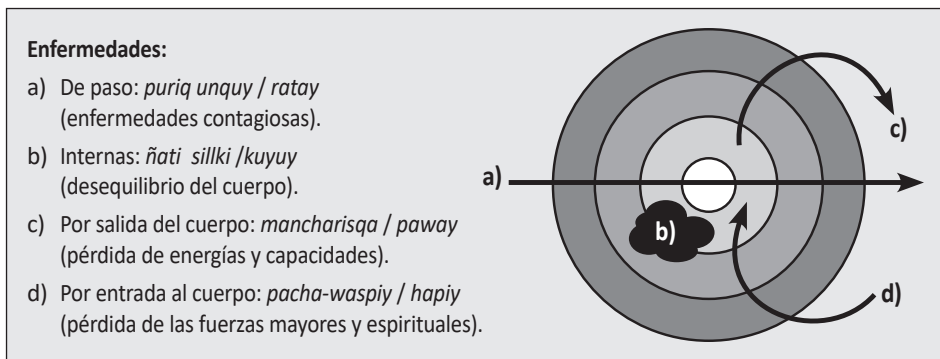 Enfermedades:
a) De paso: puriq unquy / ratay
(enfermedades contagiosas).
b) Internas: ñati sillki /kuyuy
(desequilibrio del cuerpo).
c) Por salida del cuerpo: mancharisqa / paway
(pérdida de energías y capacidades).
d) Por entrada al cuerpo: pacha-waspiy / hapiy
(pérdida de las fuerzas mayores y espirituales).
a)
b)
c)
d)